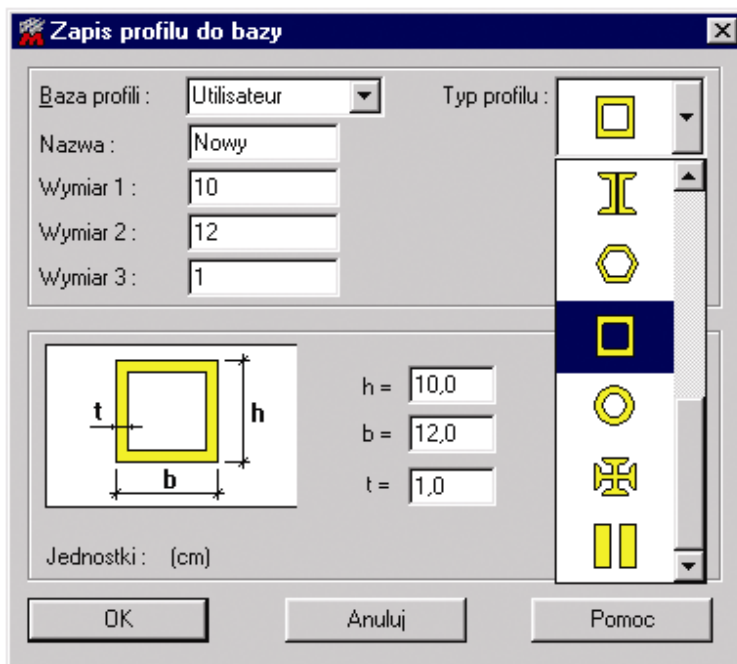 Zapis profilu do bazy
Baza profili : Utilisateur Typ profilu :
Nazwa : Nowy
Wymiar 1 : 10
Wymiar 2 : 12
Wymiar 3 : 1
t h b
h = 10,0
b = 12,0
t = 1,0
Jednostki : (cm)
OK Anuluj Pomoc